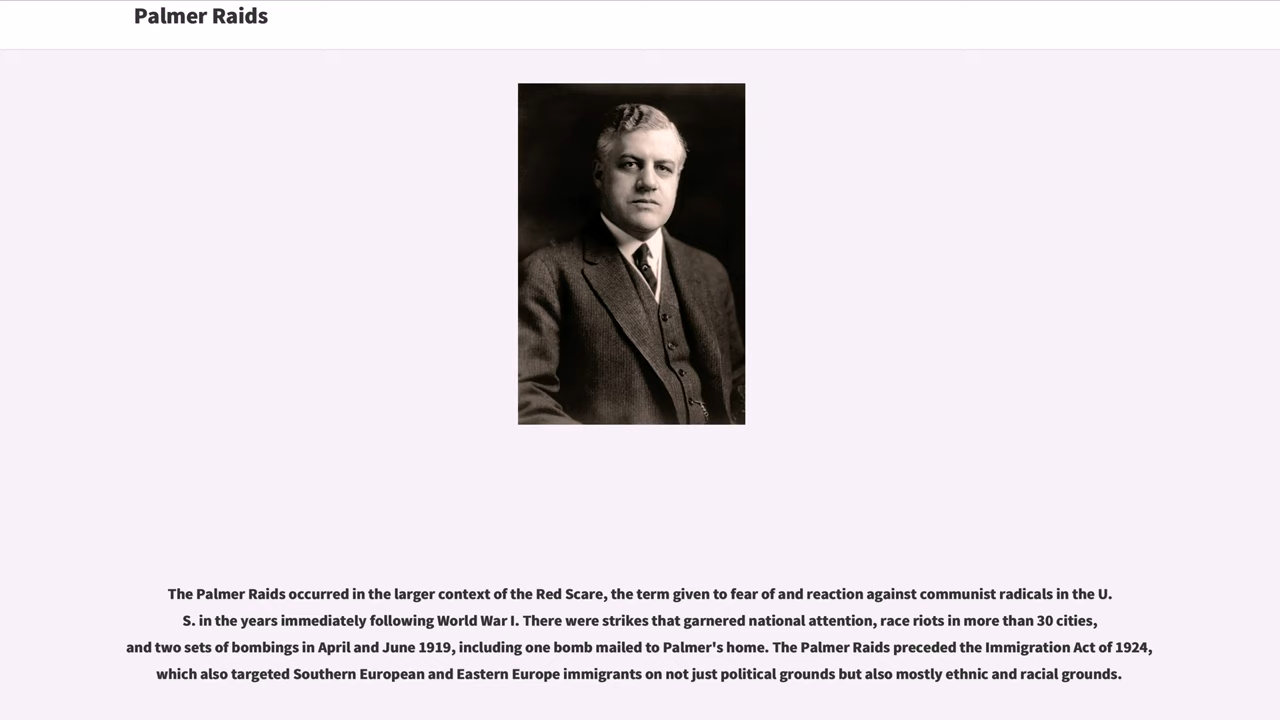 Palmer Raids
The Palmer Raids occurred in the larger context of the Red Scare, the term given to fear of and reaction against communist radicals in the U.
S. in the years immediately following World War I. There were strikes that garnered national attention, race riots in more than 30 cities,
and two sets of bombings in April and June 1919, including one bomb mailed to Palmer's home. The Palmer Raids preceded the Immigration Act of 1924,
which also targeted Southern European and Eastern Europe immigrants on not just political grounds but also mostly ethnic and racial grounds.